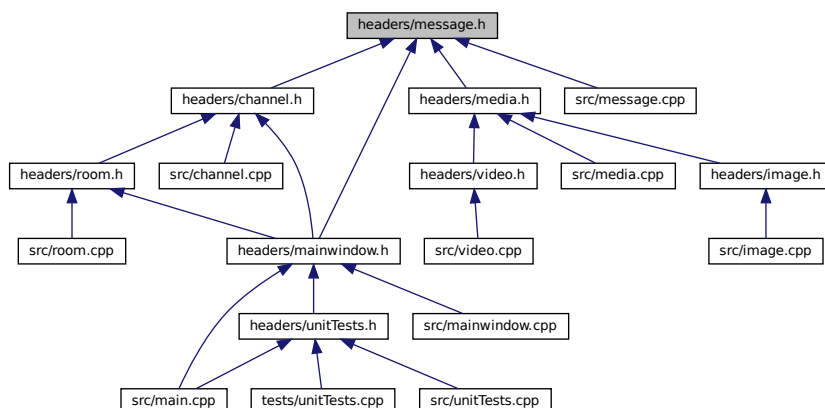 headers/message.h
headers/channel.h
headers/media.h
src/message.cpp
headers/room.h
src/channel.cpp
headers/video.h
src/media.cpp
headers/image.h
src/room.cpp
headers/mainwindow.h
src/video.cpp
src/image.cpp
headers/unitTests.h
src/mainwindow.cpp
src/main.cpp
tests/unitTests.cpp
src/unitTests.cpp